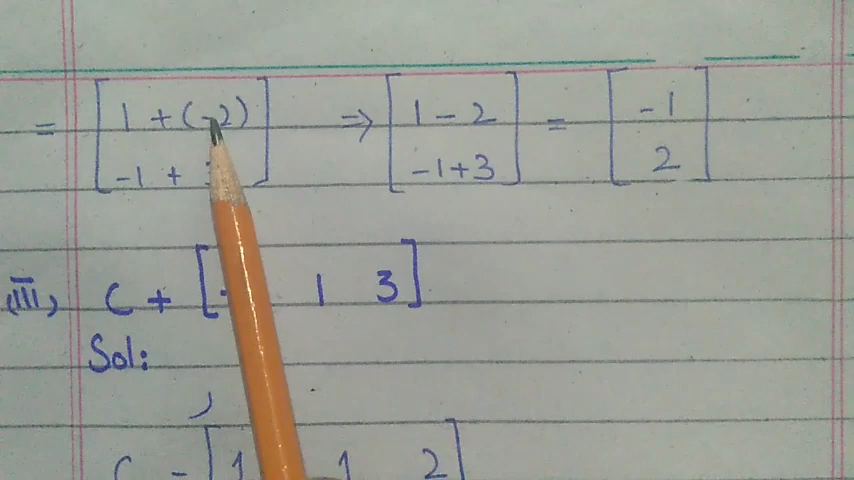 = [ 1 + (-2) ] ⇒ [ 1 - 2 ] = [ -1 ]
[ -1 + ] [ -1+3 ] [ 2 ]
(III) C + [ 1 3 ]
Sol:
C = [ 1 1 2 ]